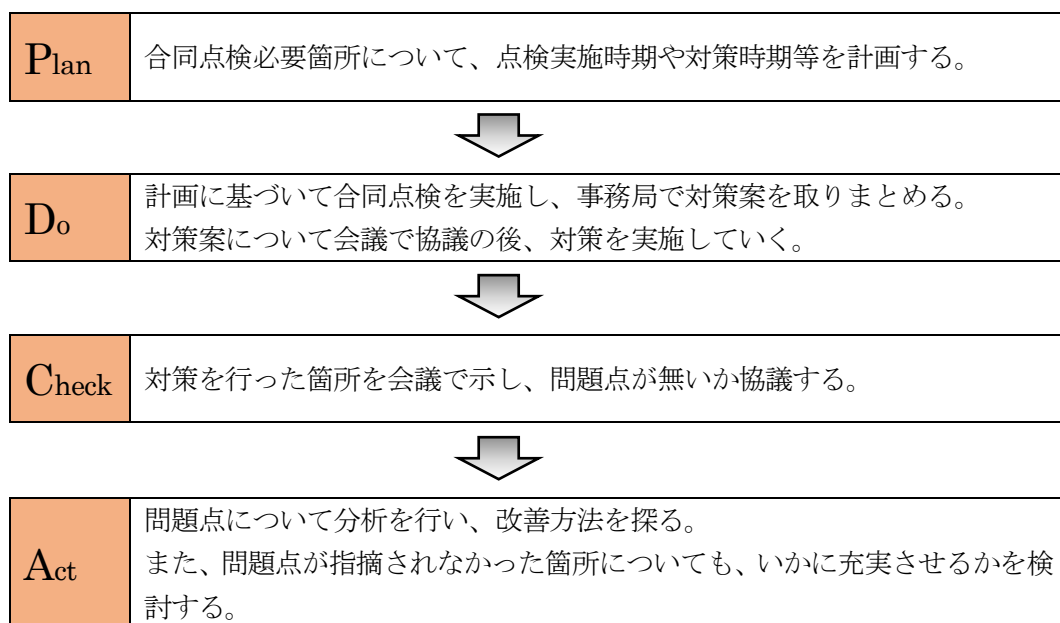 Plan
合同点検必要箇所について、点検実施時期や対策時期等を計画する。
Do
計画に基づいて合同点検を実施し、事務局で対策案を取りまとめる。
対策案について会議で協議の後、対策を実施していく。
Check
対策を行った箇所を会議で示し、問題点が無いか協議する。
Act
問題点について分析を行い、改善方法を探る。
また、問題点が指摘されなかった箇所についても、いかに充実させるかを検
討する。